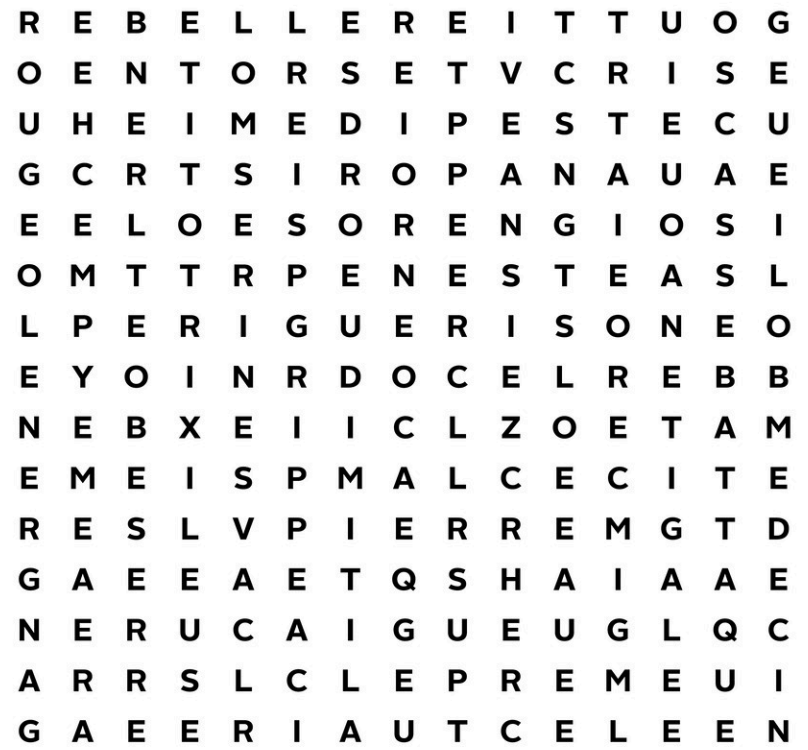 R E B E L L E R E I T T U O G
O E N T O R S E T V C R I S E
U H E I M E D I P E S T E C U
G C R T S I R O P A N A U A E
E E L O E S O R E N G I O S I
O M T T R P E N E S T E A S L
L P E R I G U E R I S O N E O
E Y O I N R D O C E L R E B B
N E B X E I I C L Z O E T A M
E M E I S P M A L C E C I T E
R E S L V P I E R R E M G T D
G A E E A E T Q S H A I A A E
N E R U C A I G U E U G L Q C
A R R S L C L E P R E M E U I
G A E E R I A U T C E L E E N